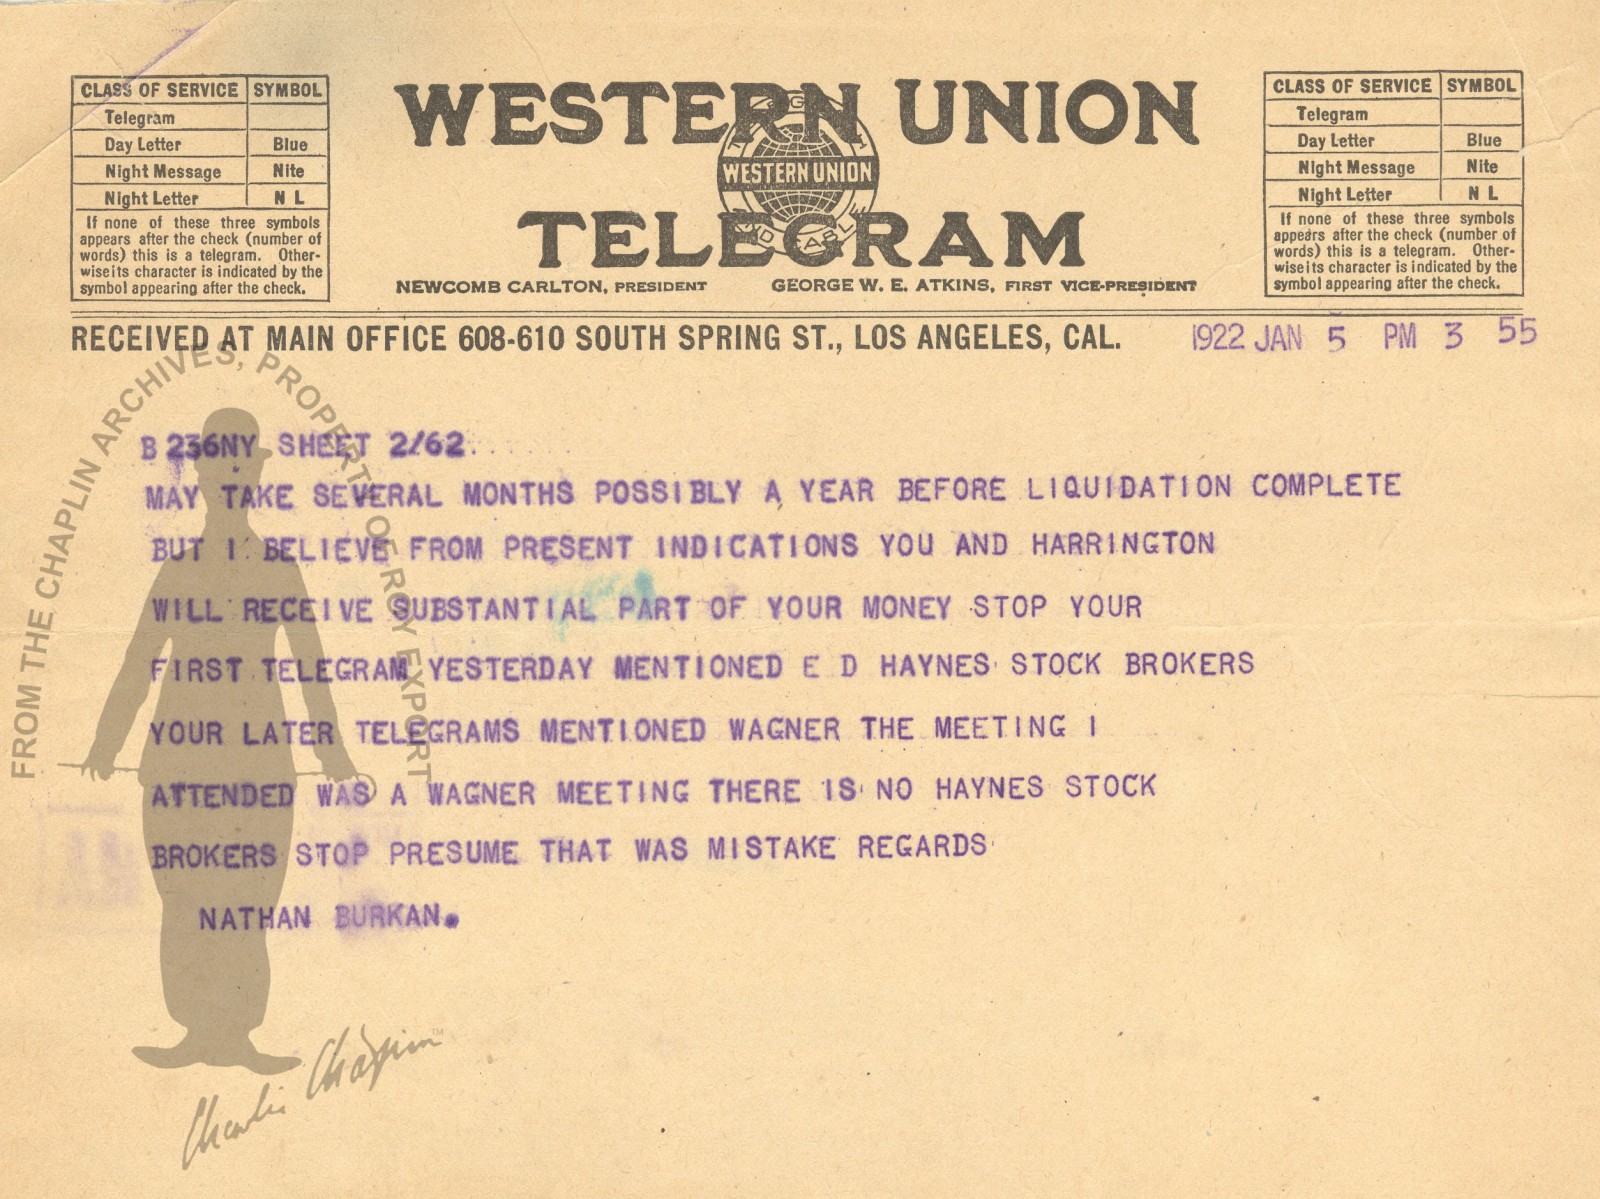 CLASS OF SERVICE SYMBOL
Telegram
Day Letter Blue
Night Message Nite
Night Letter N L
If none of these three symbols
appears after the check (number of
words) this is a telegram. Other-
wise its character is indicated by the
symbol appearing after the check.
WESTERN UNION
WESTERN UNION
TELEGRAM
NEWCOMB CARLTON, PRESIDENT GEORGE W. E. ATKINS, FIRST VICE-PRESIDENT
CLASS OF SERVICE SYMBOL
Telegram
Day Letter Blue
Night Message Nite
Night Letter N L
If none of these three symbols
appears after the check (number of
words) this is a telegram. Other-
wise its character is indicated by the
symbol appearing after the check.
RECEIVED AT MAIN OFFICE 608-610 SOUTH SPRING ST., LOS ANGELES, CAL. 1922 JAN 5 PM 3 55
B 236NY SHEET 2/62
MAY TAKE SEVERAL MONTHS POSSIBLY A YEAR BEFORE LIQUIDATION COMPLETE
BUT I BELIEVE FROM PRESENT INDICATIONS YOU AND HARRINGTON
WILL RECEIVE SUBSTANTIAL PART OF YOUR MONEY STOP YOUR
FIRST TELEGRAM YESTERDAY MENTIONED E D HAYNES STOCK BROKERS
YOUR LATER TELEGRAMS MENTIONED WAGNER THE MEETING I
ATTENDED WAS A WAGNER MEETING THERE IS NO HAYNES STOCK
BROKERS STOP PRESUME THAT WAS MISTAKE REGARDS
NATHAN BURKAN.
FROM THE CHAPLIN ARCHIVES, PROPERTY OF ROY EXPORT
Charlie Chaplin™